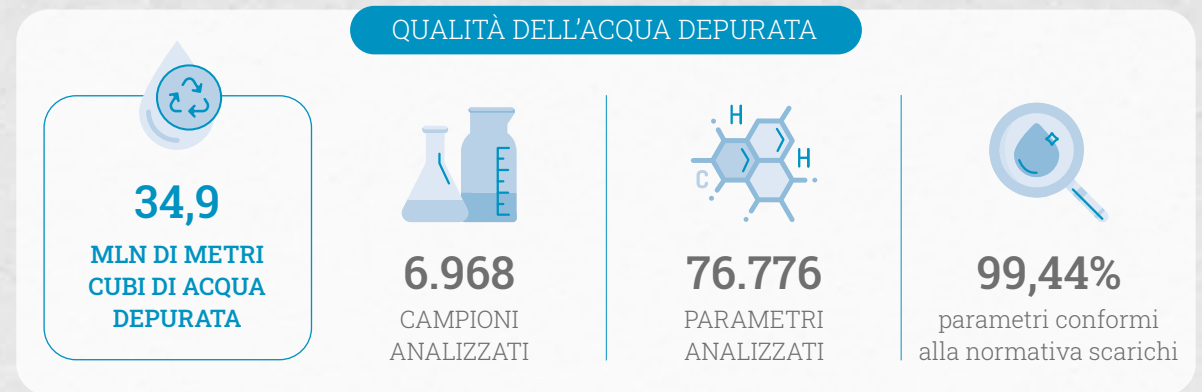 QUALITÀ DELL'ACQUA DEPURATA
34,9
MLN DI METRI
CUBI DI ACQUA
DEPURATA
6.968
CAMPIONI
ANALIZZATI
H
H
C
76.776
PARAMETRI
ANALIZZATI
99,44%
parametri conformi
alla normativa scarichi